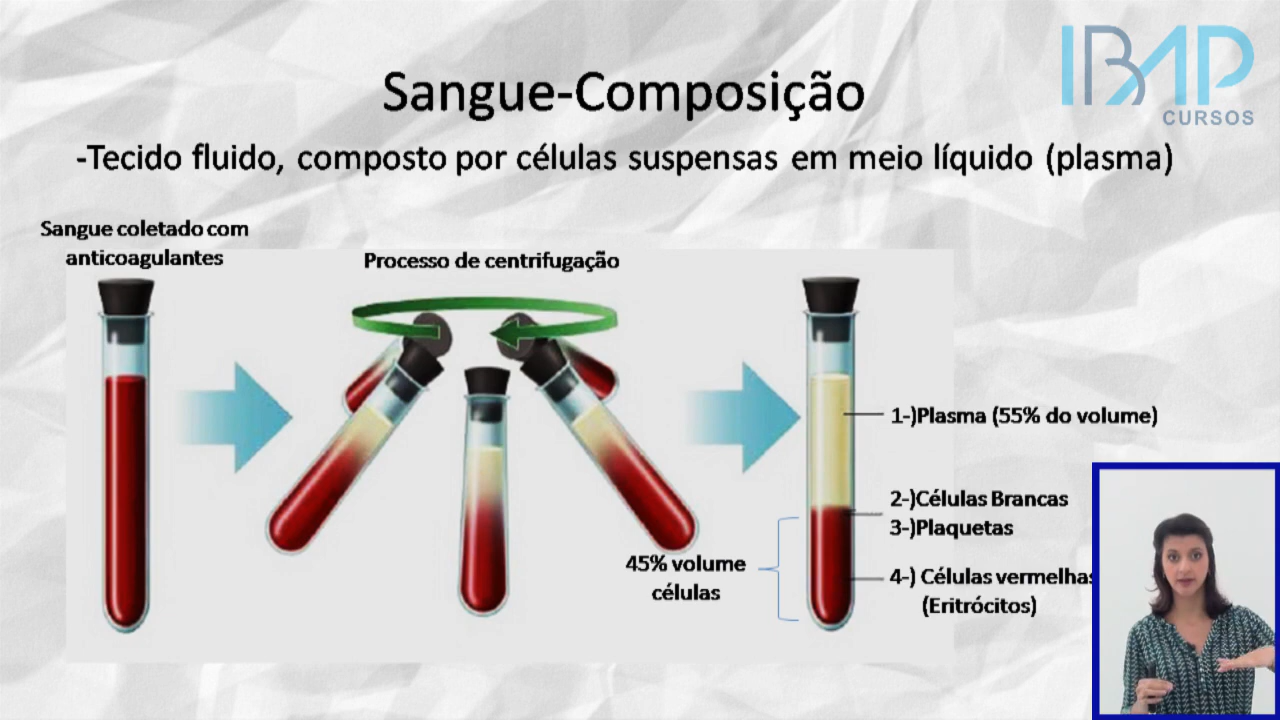 IBAP
CURSOS
Sangue-Composição
-Tecido fluido, composto por células suspensas em meio líquido (plasma)
Sangue coletado com
anticoagulantes
Processo de centrifugação
1-)Plasma (55% do volume)
2-)Células Brancas
3-)Plaquetas
45% volume
células
4-) Células vermelhas
(Eritrócitos)